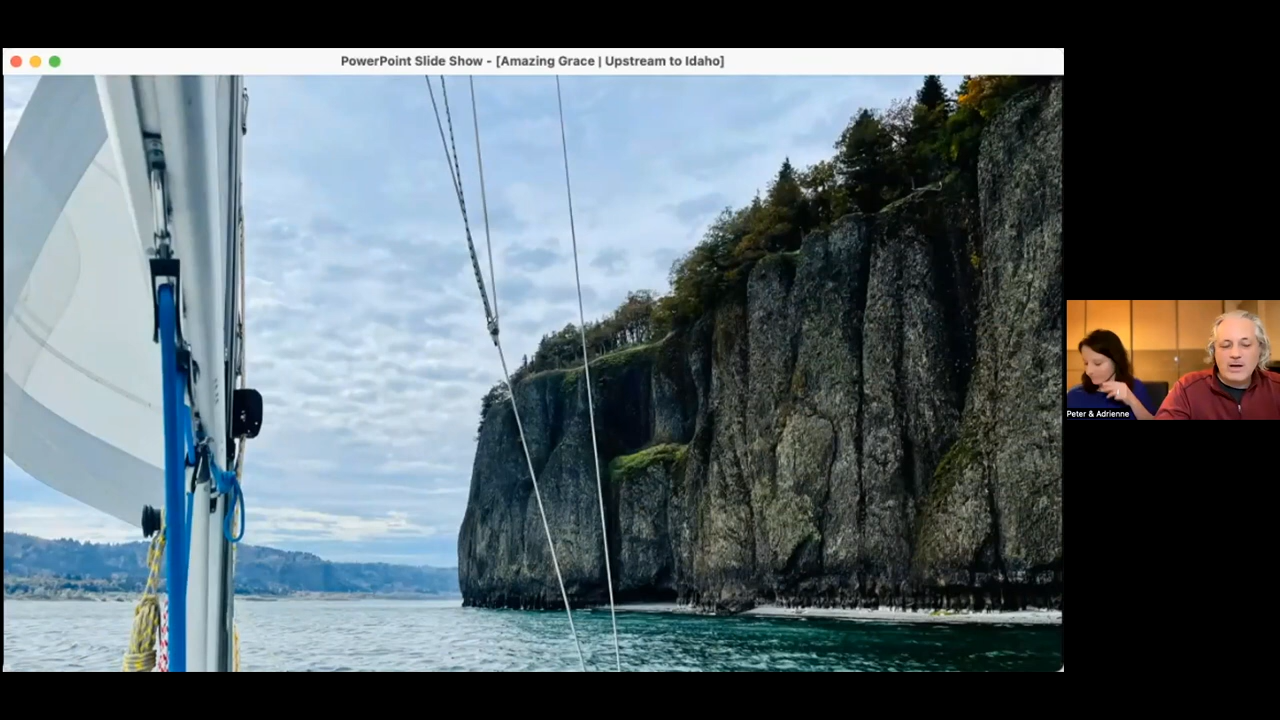 PowerPoint Slide Show - [Amazing Grace | Upstream to Idaho]
Peter & Adrienne